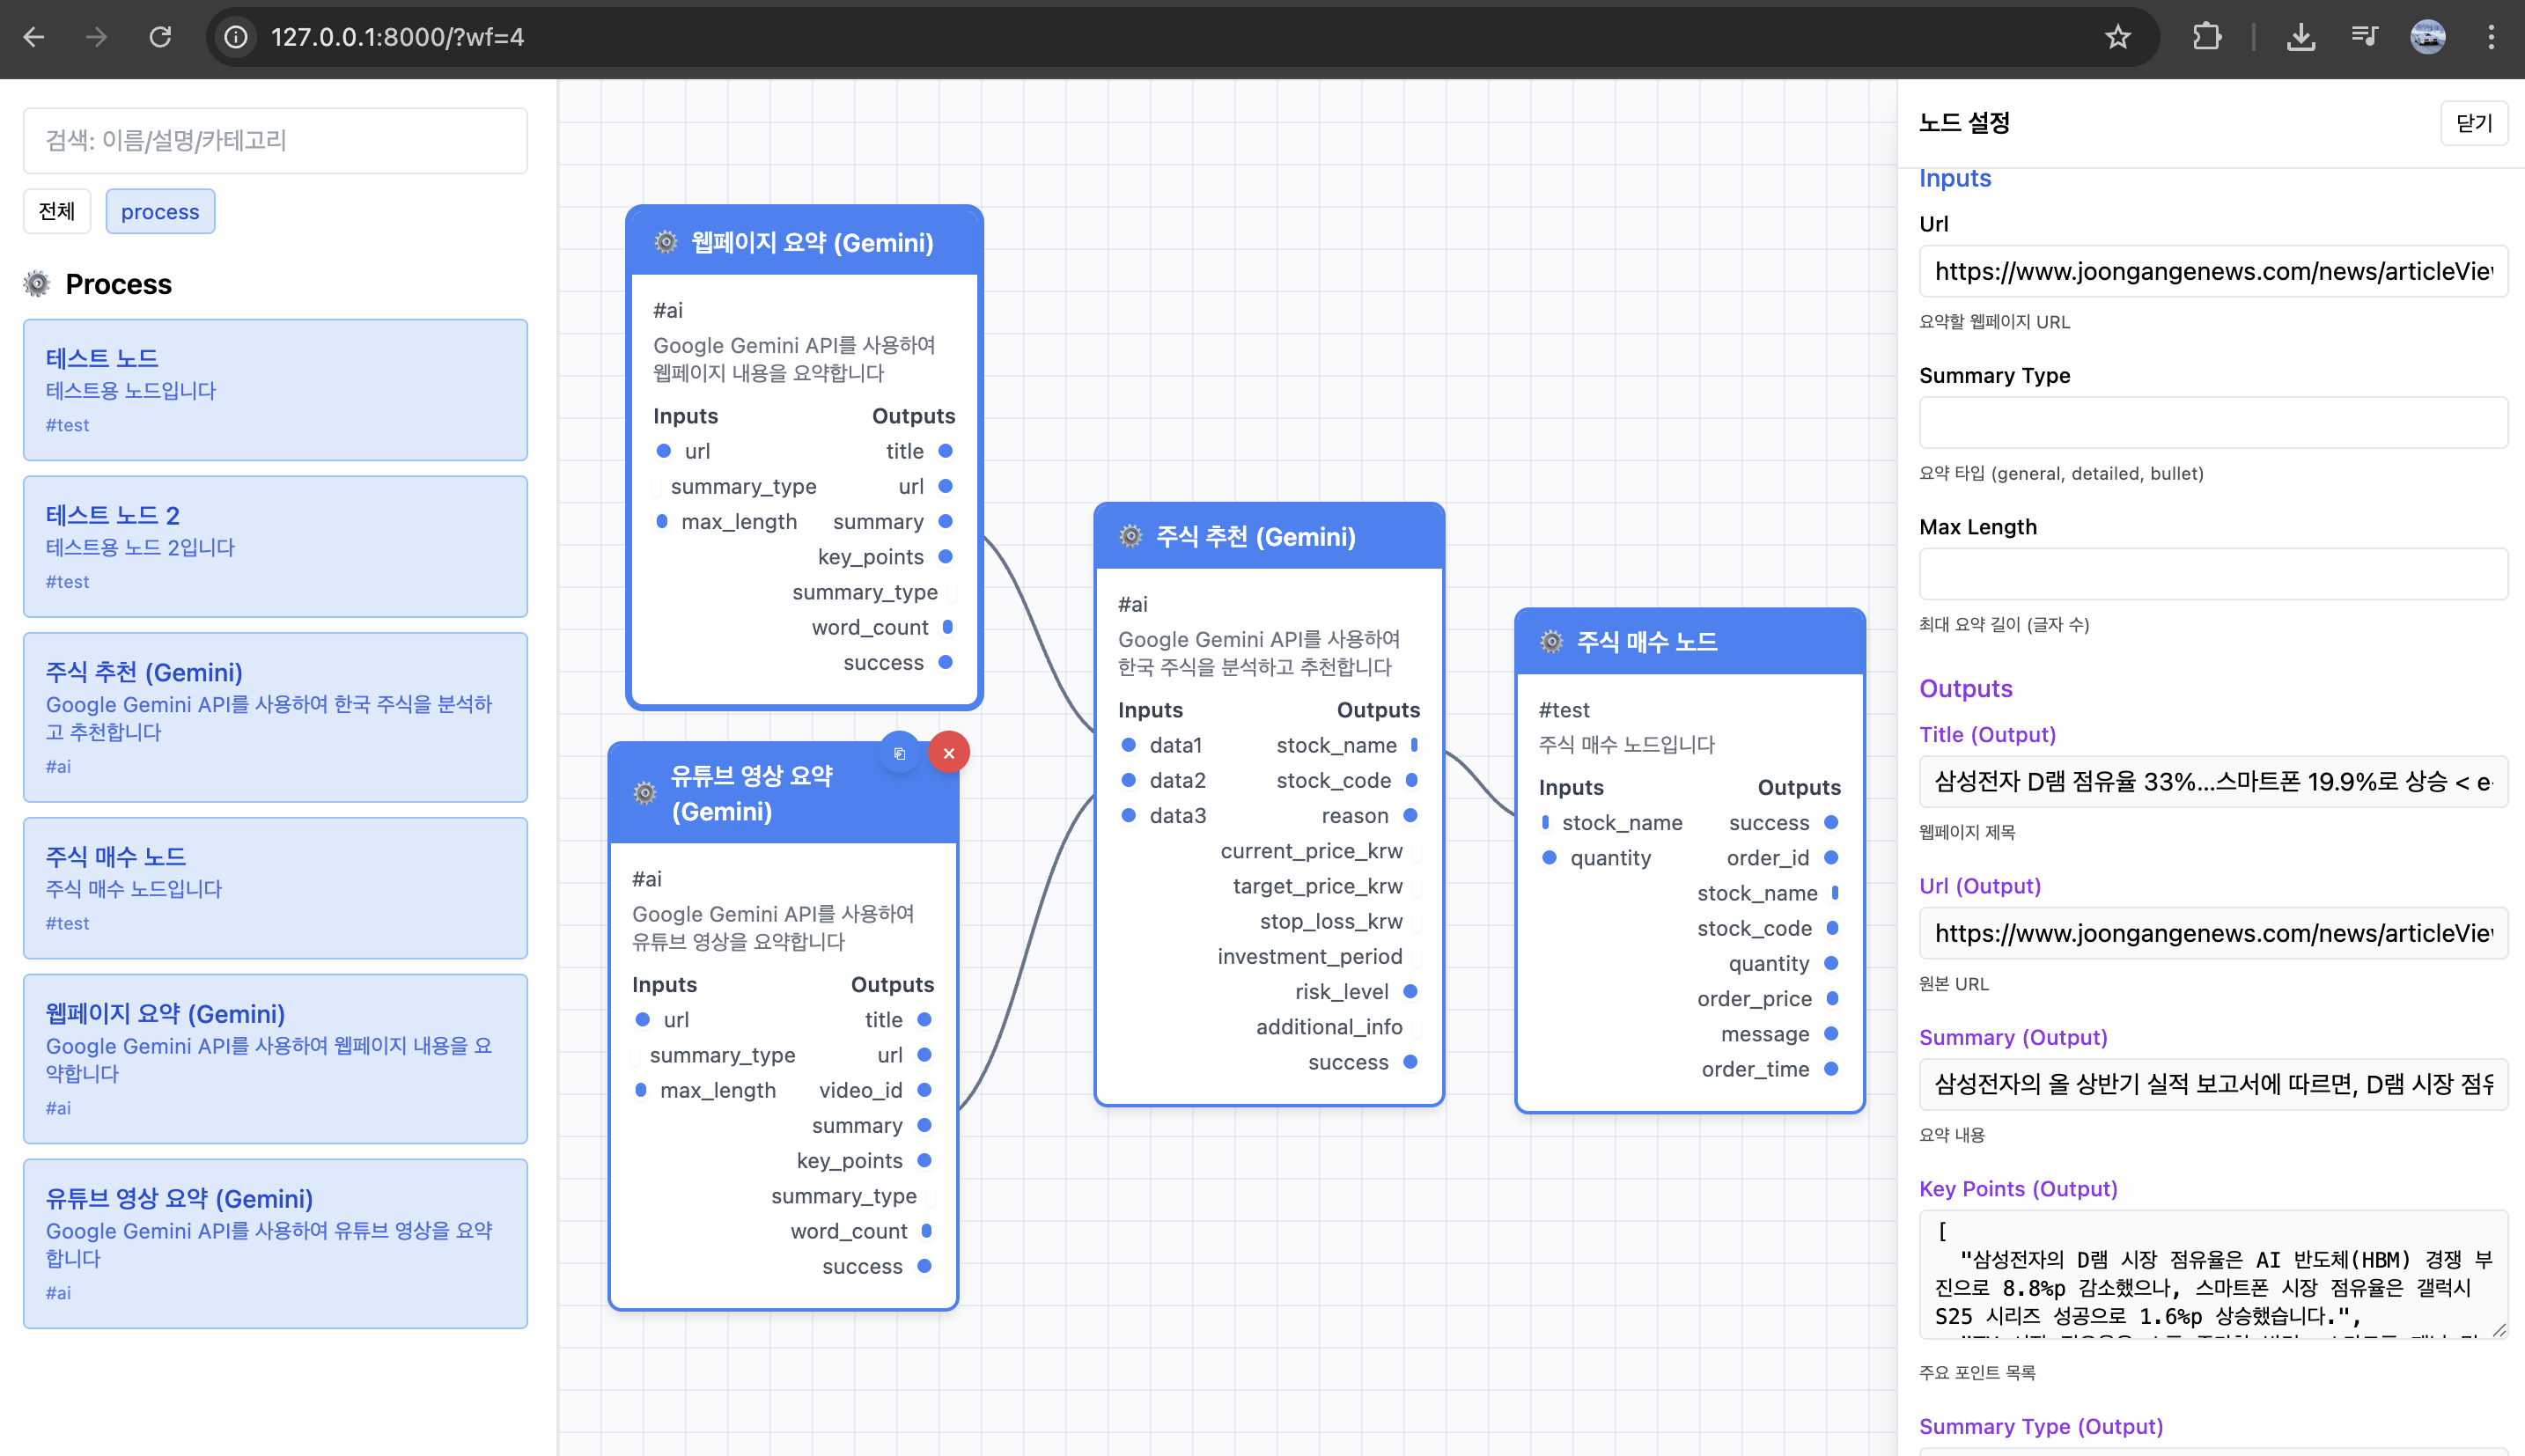 127.0.0.1:8000/?wf=4
검색: 이름/설명/카테고리
전체
process
Process
테스트 노드
테스트용 노드입니다
#test
테스트 노드 2
테스트용 노드 2입니다
#test
주식 추천 (Gemini)
Google Gemini API를 사용하여 한국 주식을 분석하
고 추천합니다
#ai
주식 매수 노드
주식 매수 노드입니다
#test
웹페이지 요약 (Gemini)
Google Gemini API를 사용하여 웹페이지 내용을 요
약합니다
#ai
유튜브 영상 요약 (Gemini)
Google Gemini API를 사용하여 유튜브 영상을 요약
합니다
#ai
웹페이지 요약 (Gemini)
#ai
Google Gemini API를 사용하여
웹페이지 내용을 요약합니다
Inputs Outputs
url title
summary_type url
max_length summary
key_points
summary_type
word_count
success
유튜브 영상 요약
(Gemini)
#ai
Google Gemini API를 사용하여
유튜브 영상을 요약합니다
Inputs Outputs
url title
summary_type url
max_length video_id
summary
key_points
summary_type
word_count
success
주식 추천 (Gemini)
#ai
Google Gemini API를 사용하여
한국 주식을 분석하고 추천합니다
Inputs Outputs
data1 stock_name
data2 stock_code
data3 reason
current_price_krw
target_price_krw
stop_loss_krw
investment_period
risk_level
additional_info
success
주식 매수 노드
#test
주식 매수 노드입니다
Inputs Outputs
stock_name success
quantity order_id
stock_name
stock_code
quantity
order_price
message
order_time
노드 설정
닫기
Inputs
Url
https://www.joongangenews.com/news/articleVie
요약할 웹페이지 URL
Summary Type
요약 타입 (general, detailed, bullet)
Max Length
최대 요약 길이 (글자 수)
Outputs
Title (Output)
삼성전자 D램 점유율 33%...스마트폰 19.9%로 상승 < e
웹페이지 제목
Url (Output)
https://www.joongangenews.com/news/articleVie
원본 URL
Summary (Output)
삼성전자의 올 상반기 실적 보고서에 따르면, D램 시장 점유
요약 내용
Key Points (Output)
[
"삼성전자의 D램 시장 점유율은 AI 반도체(HBM) 경쟁 부
진으로 8.8%p 감소했으나, 스마트폰 시장 점유율은 갤럭시
S25 시리즈 성공으로 1.6%p 상승했습니다.",
주요 포인트 목록
Summary Type (Output)